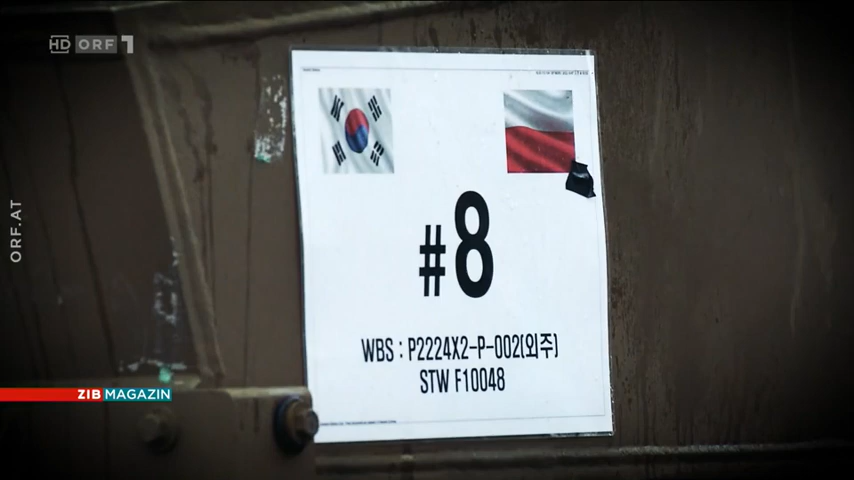 HD ORF 1
ORF.AT
#8
WBS : P2224X2-P-002(외주)
STW F10048
ZIB MAGAZIN